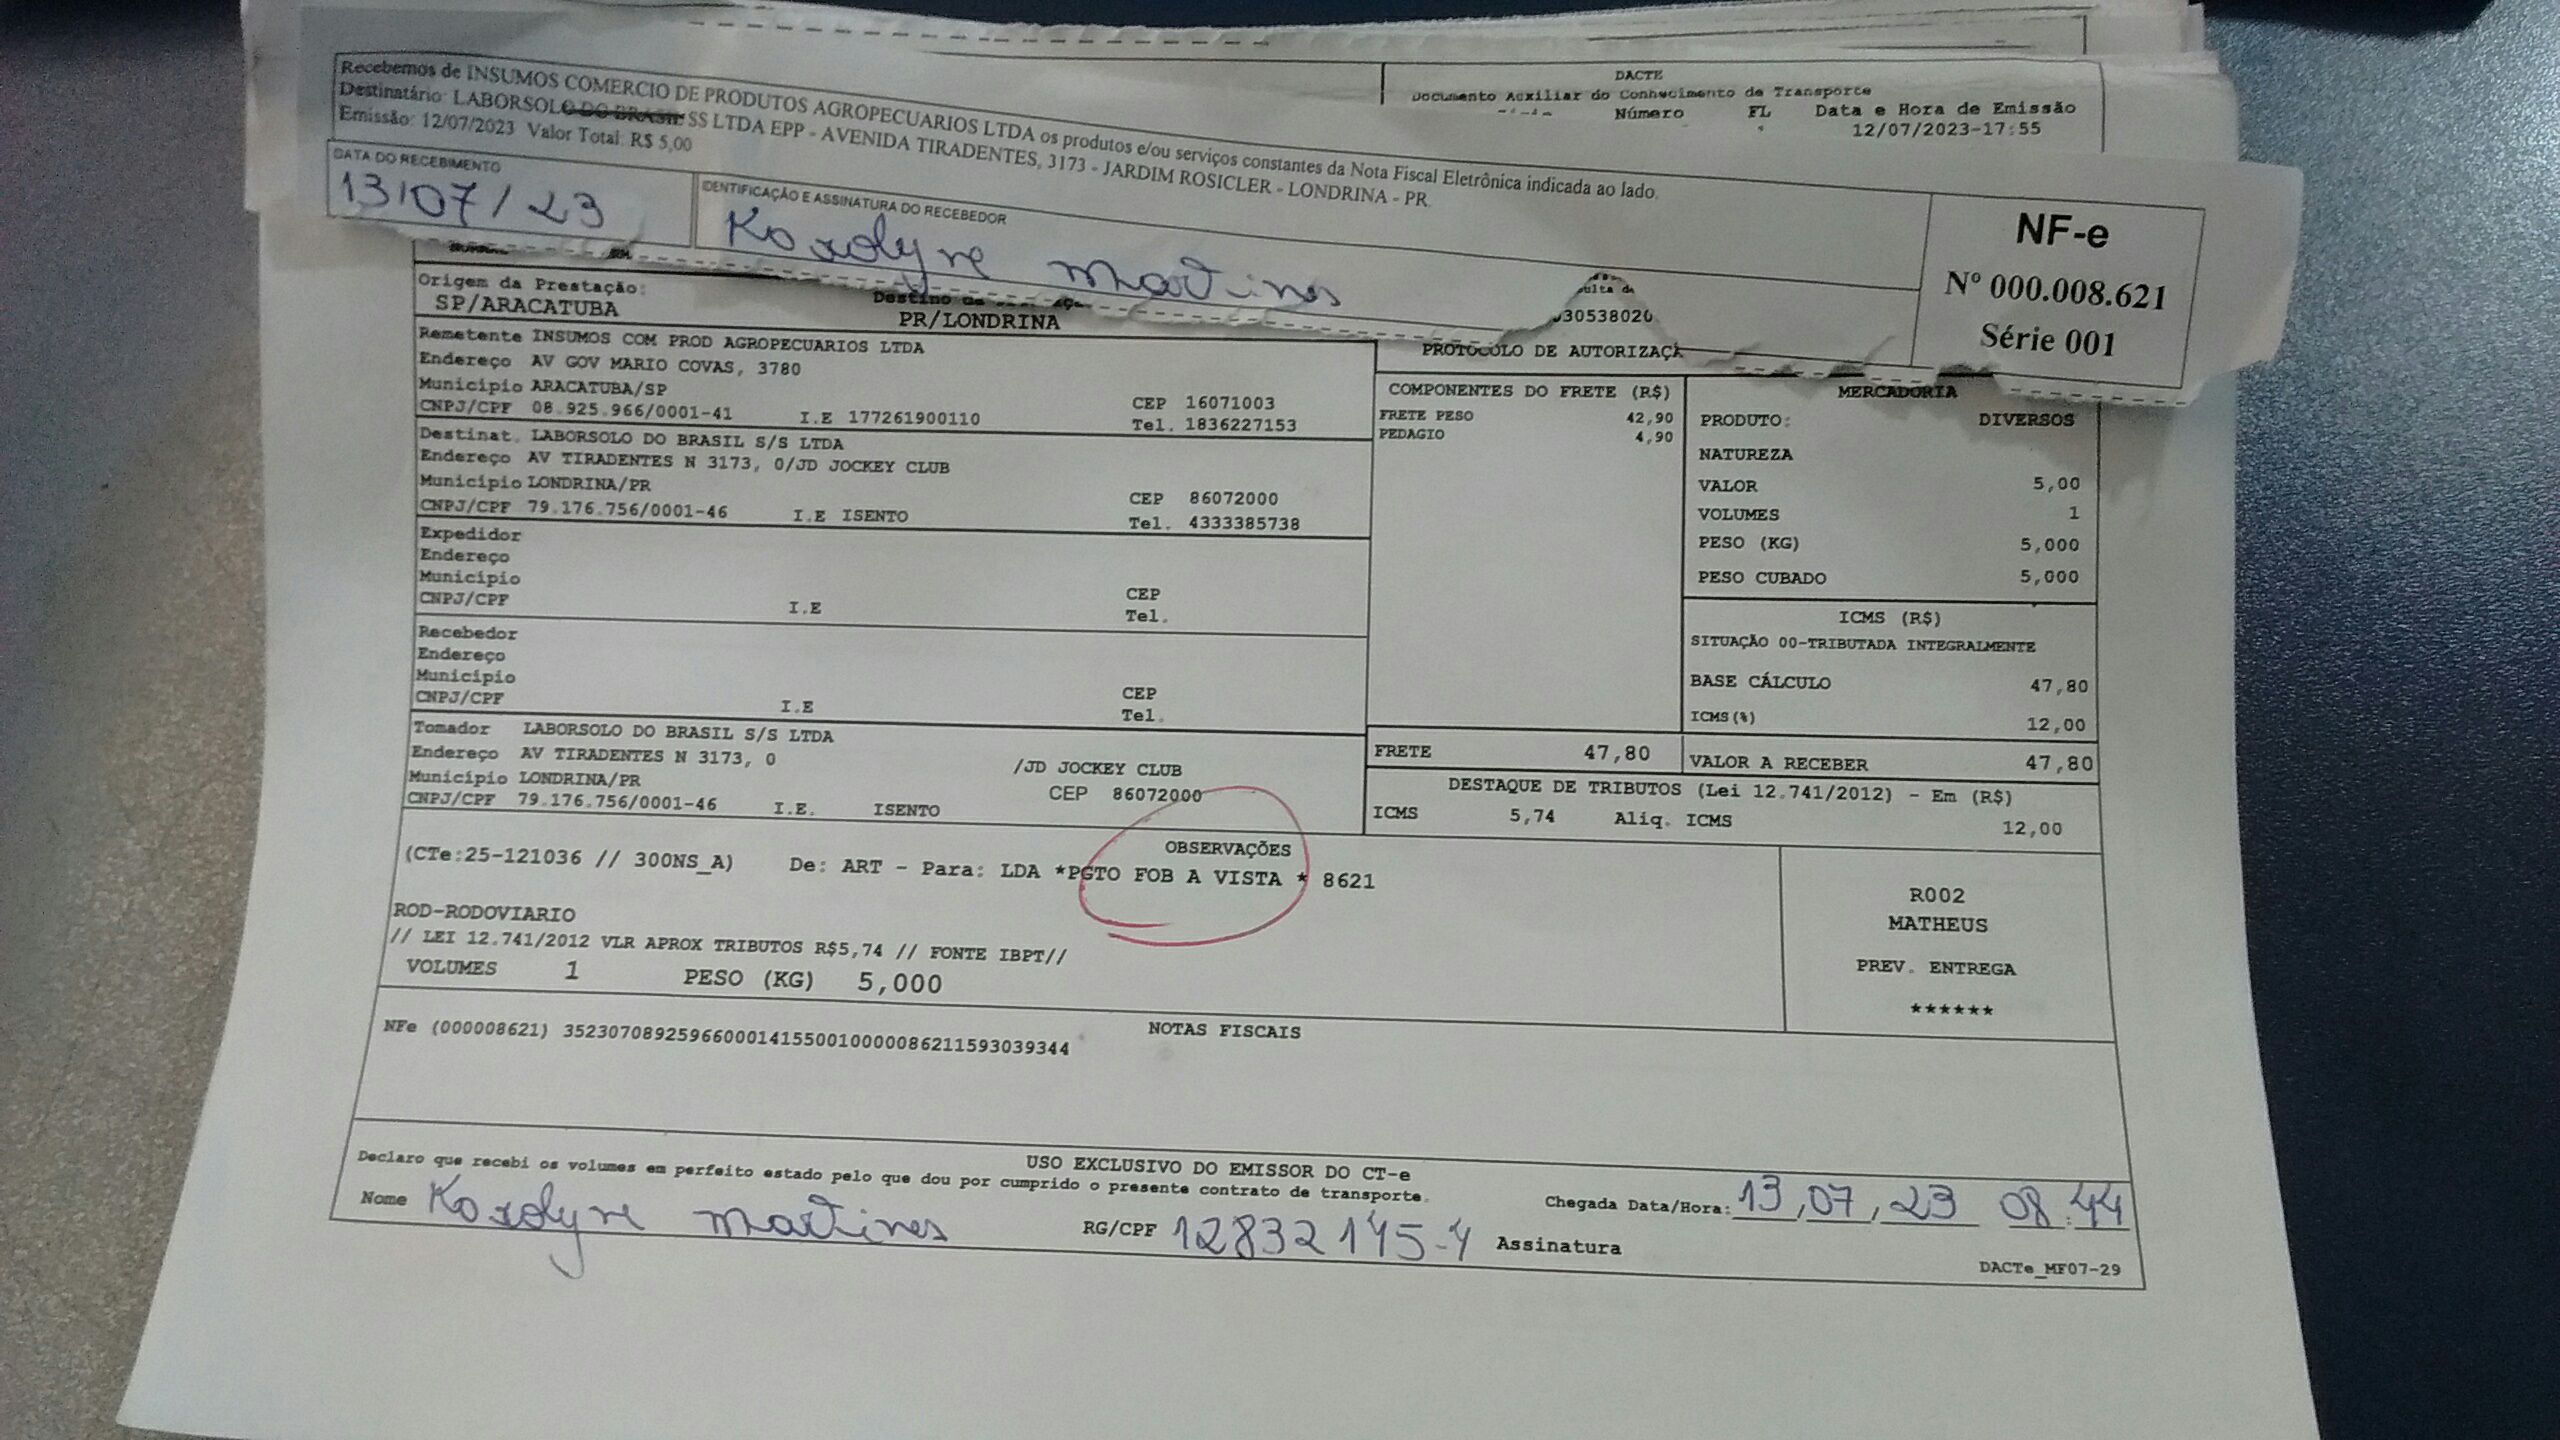 Recebemos de INSUMOS COMERCIO DE PRODUTOS AGROPECUARIOS LTDA os produtos e/ou serviços constantes da Nota Fiscal Eletrônica indicada ao lado.
Destinatário: LABORSOLO DO BRASIL SS LTDA EPP - AVENIDA TIRADENTES, 3173 - JARDIM ROSICLER - LONDRINA - PR
Emissão: 12/07/2023 Valor Total: R$ 5,00
DATA DO RECEBIMENTO
13/07/23
IDENTIFICAÇÃO E ASSINATURA DO RECEBEDOR
Karolyne Martines
NF-e
Nº 000.008.621
Série 001
DACTE
Documento Auxiliar do Conhecimento de Transporte
Número FL Data e Hora de Emissão
12/07/2023-17:55
Origem da Prestação:
SP/ARACATUBA
Destino
PR/LONDRINA
30538020
PROTOCOLO DE AUTORIZAÇÃ
Remetente INSUMOS COM PROD AGROPECUARIOS LTDA
Endereço AV GOV MARIO COVAS, 3780
Município ARACATUBA/SP CEP 16071003
CNPJ/CPF 08.925.966/0001-41 I.E 177261900110 Tel. 1836227153
Destinat. LABORSOLO DO BRASIL S/S LTDA
Endereço AV TIRADENTES N 3173, 0/JD JOCKEY CLUB
Município LONDRINA/PR CEP 86072000
CNPJ/CPF 79.176.756/0001-46 I.E ISENTO Tel. 4333385738
Expedidor
Endereço
Município CEP
CNPJ/CPF I.E Tel.
Recebedor
Endereço
Município CEP
CNPJ/CPF I.E Tel.
Tomador LABORSOLO DO BRASIL S/S LTDA
Endereço AV TIRADENTES N 3173, 0 /JD JOCKEY CLUB
Município LONDRINA/PR CEP 86072000
CNPJ/CPF 79.176.756/0001-46 I.E. ISENTO
COMPONENTES DO FRETE (R$)
FRETE PESO 42,90
PEDAGIO 4,90
FRETE 47,80
MERCADORIA
PRODUTO: DIVERSOS
NATUREZA
VALOR 5,00
VOLUMES 1
PESO (KG) 5,000
PESO CUBADO 5,000
ICMS (R$)
SITUAÇÃO 00-TRIBUTADA INTEGRALMENTE
BASE CÁLCULO 47,80
ICMS(%) 12,00
VALOR A RECEBER 47,80
DESTAQUE DE TRIBUTOS (Lei 12.741/2012) - Em (R$)
ICMS 5,74 Aliq. ICMS 12,00
OBSERVAÇÕES
(CTe:25-121036 // 300NS_A) De: ART - Para: LDA *PGTO FOB A VISTA * 8621
ROD-RODOVIARIO
// LEI 12.741/2012 VLR APROX TRIBUTOS R$5,74 // FONTE IBPT//
VOLUMES 1 PESO (KG) 5,000
R002
MATHEUS
PREV. ENTREGA
******
NOTAS FISCAIS
NFe (000008621) 35230708925966000141550010000086211593039344
USO EXCLUSIVO DO EMISSOR DO CT-e
Declaro que recebi os volumes em perfeito estado pelo que dou por cumprido o presente contrato de transporte.
Nome Karolyne Martines RG/CPF 12832145-4 Assinatura
Chegada Data/Hora: 13,07,23 08:44
DACTe_MF07-29